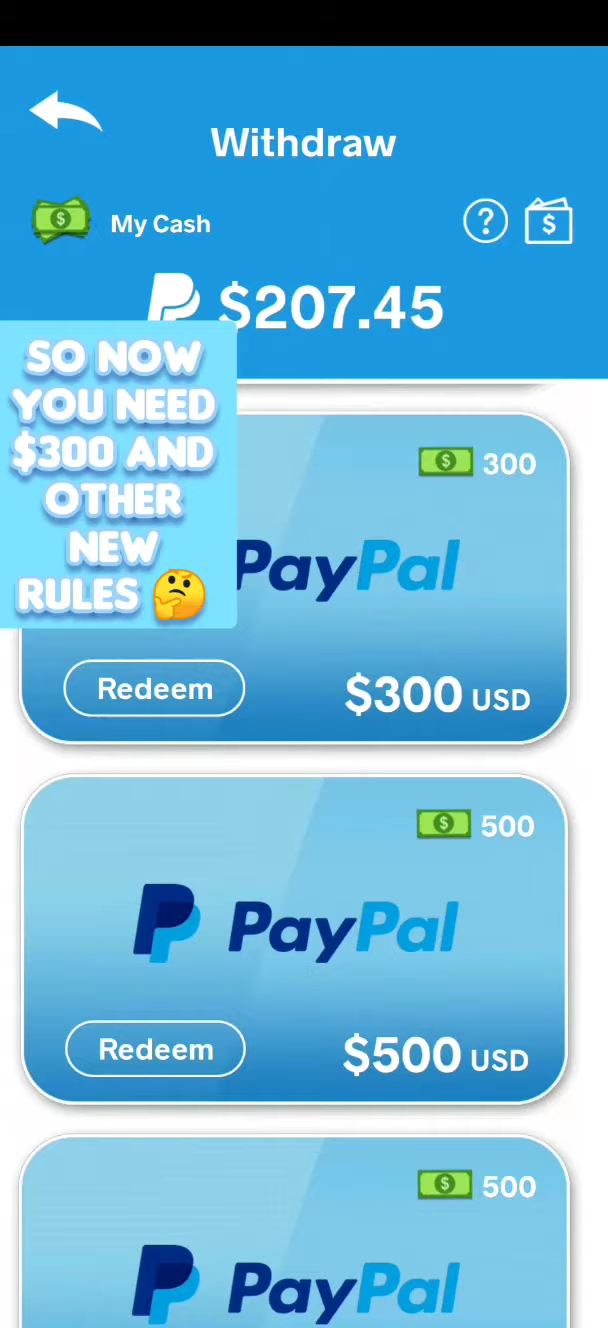 Withdraw
My Cash
?
$
$207.45
SO NOW
YOU NEED
$300 AND
OTHER
NEW
RULES 🤔
300
PayPal
Redeem
$300 USD
500
PayPal
Redeem
$500 USD
500
PayPal